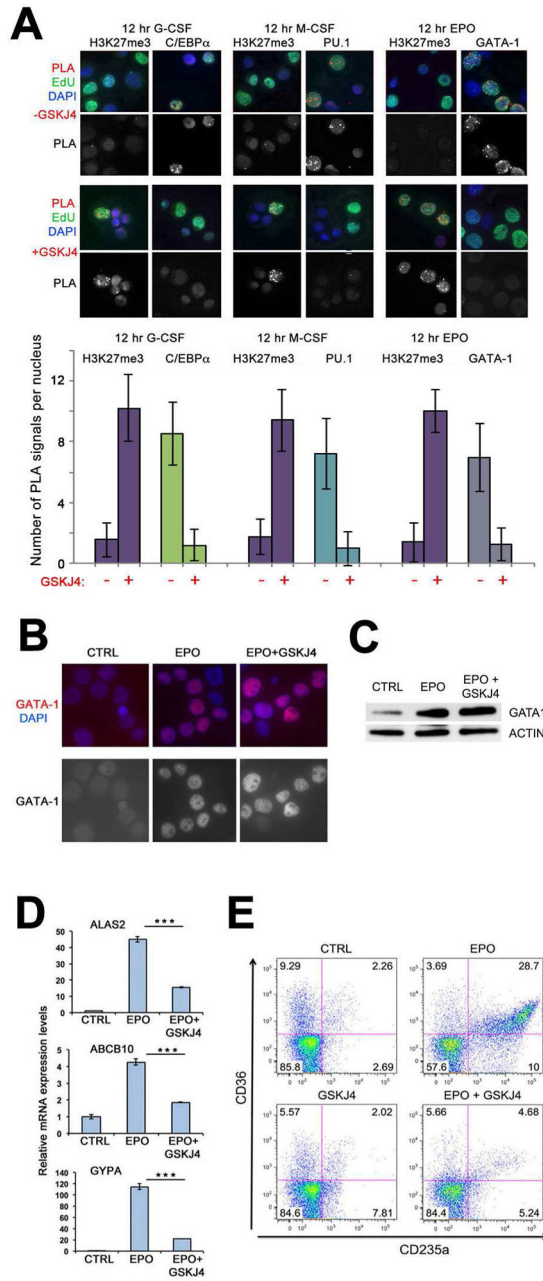 A
12 hr G-CSF 12 hr M-CSF 12 hr EPO
H3K27me3 C/EBPα H3K27me3 PU.1 H3K27me3 GATA-1
PLA
EdU
DAPI
-GSKJ4
PLA
PLA
EdU
DAPI
+GSKJ4
PLA
12 hr G-CSF 12 hr M-CSF 12 hr EPO
H3K27me3 C/EBPα H3K27me3 PU.1 H3K27me3 GATA-1
Number of PLA signals per nucleus
12
8
4
0
GSKJ4: - + - + - + - + - + - +
B
CTRL EPO EPO+GSKJ4
GATA-1
DAPI
GATA-1
C
CTRL EPO EPO +
GSKJ4
GATA1
ACTIN
D
Relative mRNA expression levels
ALAS2
***
50
40
30
20
10
0
CTRL EPO EPO+
GSKJ4
ABCB10
***
5
4
3
2
1
0
CTRL EPO EPO+
GSKJ4
GYPA
***
120
100
80
60
40
20
0
CTRL EPO EPO+
GSKJ4
E
CTRL EPO
9.29 2.26 3.69 28.7
85.8 2.69 57.6 10
GSKJ4 EPO + GSKJ4
5.57 2.02 5.66 4.68
84.6 7.81 84.4 5.24
CD36
CD235a